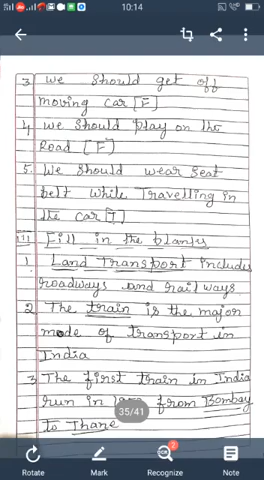 10:14
3 we should get off
moving car [F]
4 we should play on the
Road [F]
5. We should wear seat
belt while Travelling in
the car [T]
III Fill in the blanks
1. Land Transport includes
roadways and railways
2 The train is the major
mode of transport in
India
3 The first train in India
run in from Bombay
to Thane
35/41
Rotate Mark Recognize Note